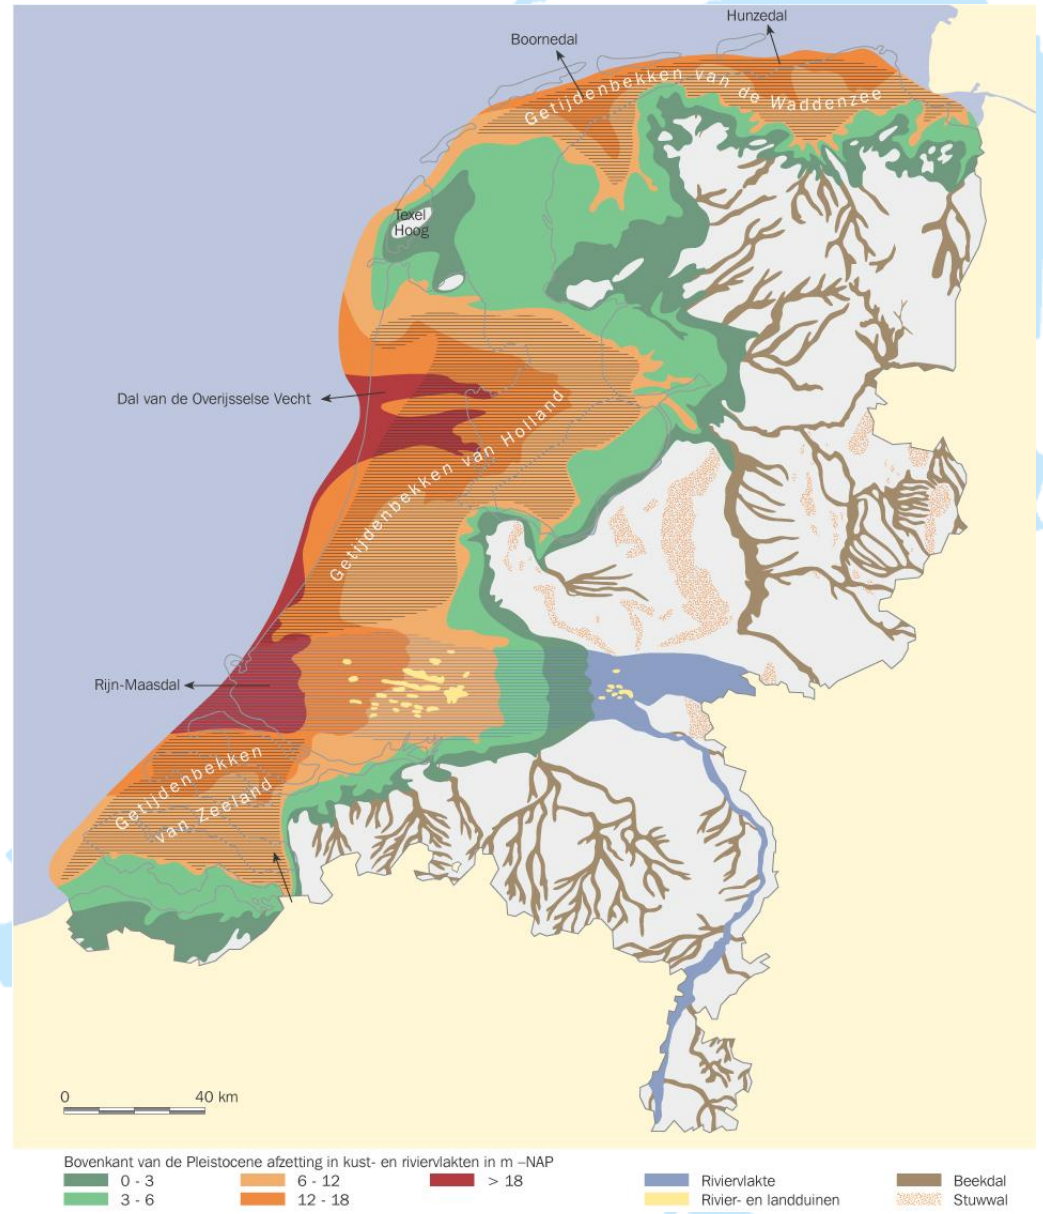 Hunzedal
Boornedal
Getijdenbekken van de Waddenzee
Texel
Hoog
Dal van de Overijsselse Vecht
Getijdenbekken van Holland
Rijn-Maasdal
Getijdenbekken
van Zeeland
0 40 km
Bovenkant van de Pleistocene afzetting in kust- en riviervlakten in m –NAP
0 - 3 6 - 12 > 18 Riviervlakte Beekdal
3 - 6 12 - 18 Rivier- en landduinen Stuwwal